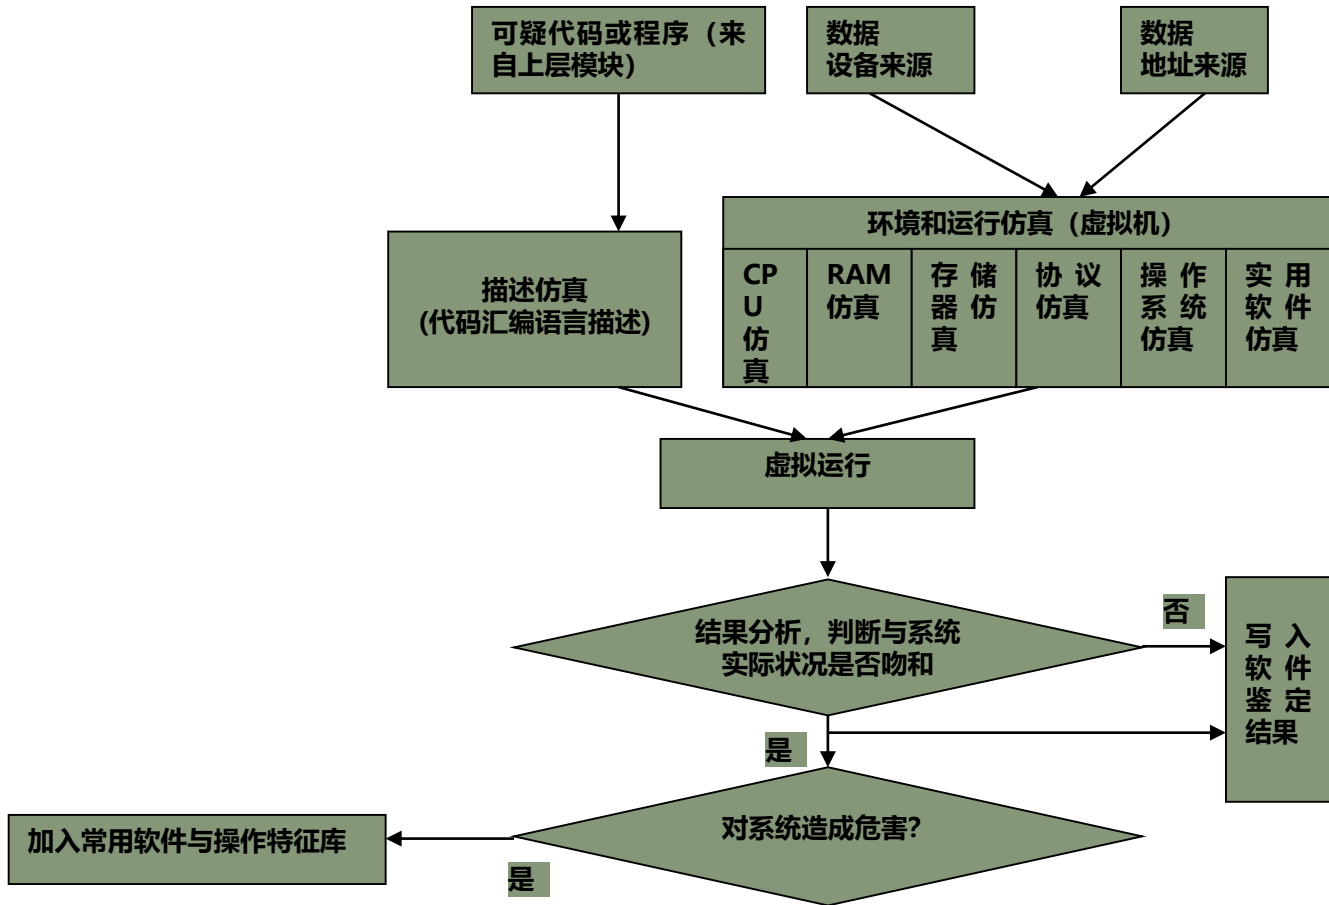 可疑代码或程序（来
自上层模块）
数据
设备来源
数据
地址来源
环境和运行仿真（虚拟机）
CP
U
仿
真
RAM
仿真
存储
器仿
真
协议
仿真
操作
系统
仿真
实用
软件
仿真
描述仿真
(代码汇编语言描述)
虚拟运行
结果分析，判断与系统
实际状况是否吻和
否
写入
软件
鉴定
结果
是
对系统造成危害？
加入常用软件与操作特征库
是